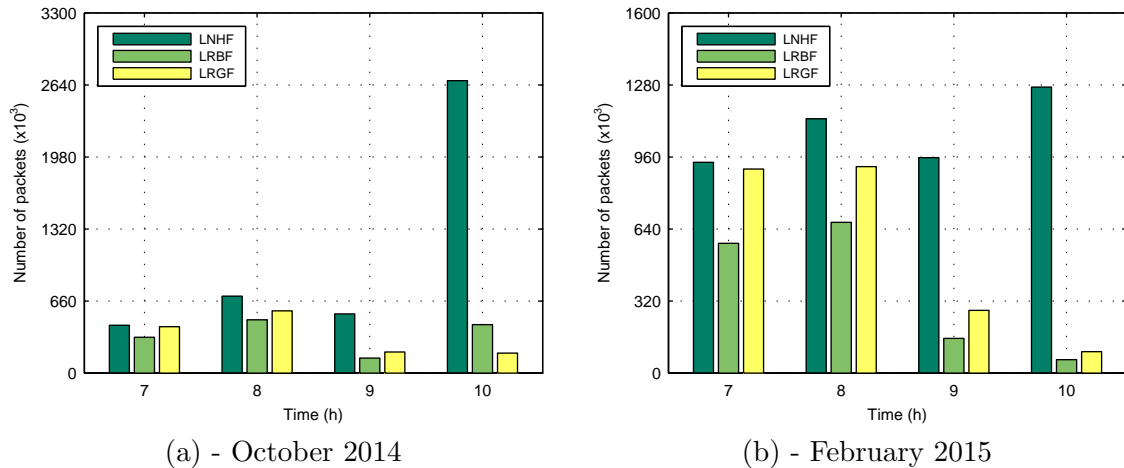 3300
2640
1980
1320
660
0
Number of packets (x10³)
LNHF
LRBF
LRGF
7 8 9 10
Time (h)
(a) - October 2014
1600
1280
960
640
320
0
Number of packets (x10³)
LNHF
LRBF
LRGF
7 8 9 10
Time (h)
(b) - February 2015